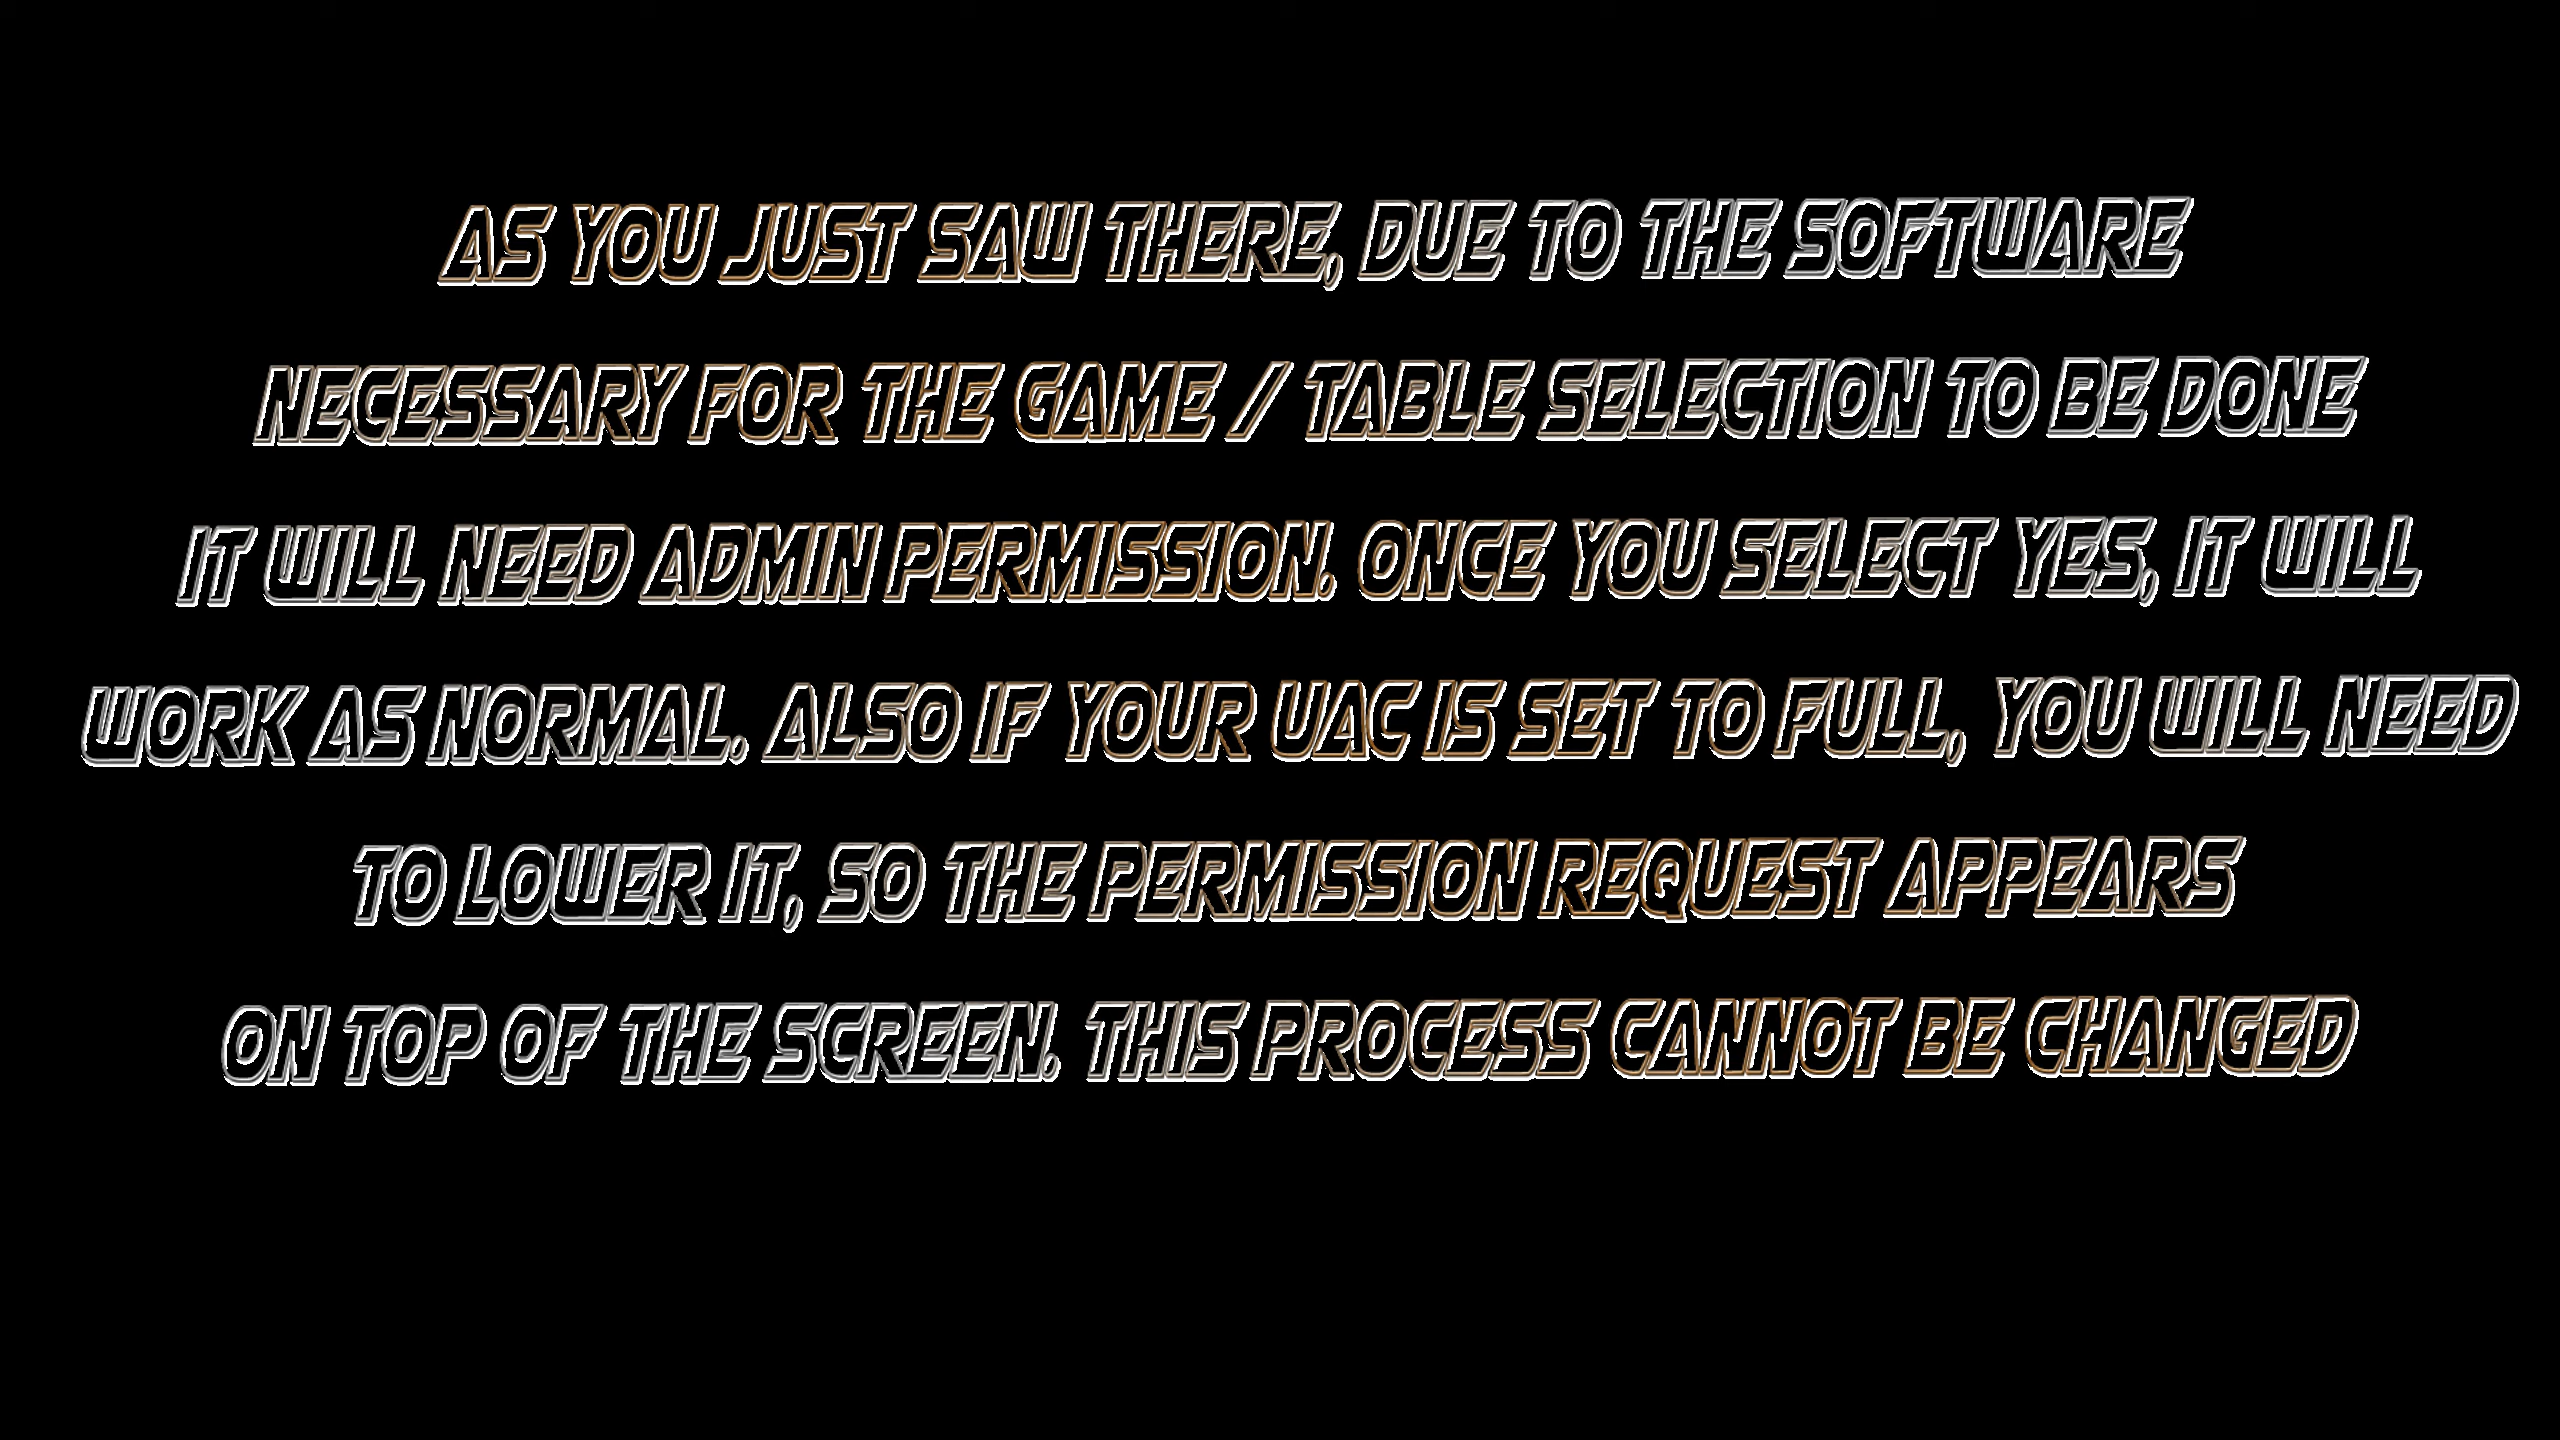 AS YOU JUST SAW THERE, DUE TO THE SOFTWARE
NECESSARY FOR THE GAME / TABLE SELECTION TO BE DONE
IT WILL NEED ADMIN PERMISSION. ONCE YOU SELECT YES, IT WILL
WORK AS NORMAL. ALSO IF YOUR UAC IS SET TO FULL, YOU WILL NEED
TO LOWER IT, SO THE PERMISSION REQUEST APPEARS
ON TOP OF THE SCREEN. THIS PROCESS CANNOT BE CHANGED